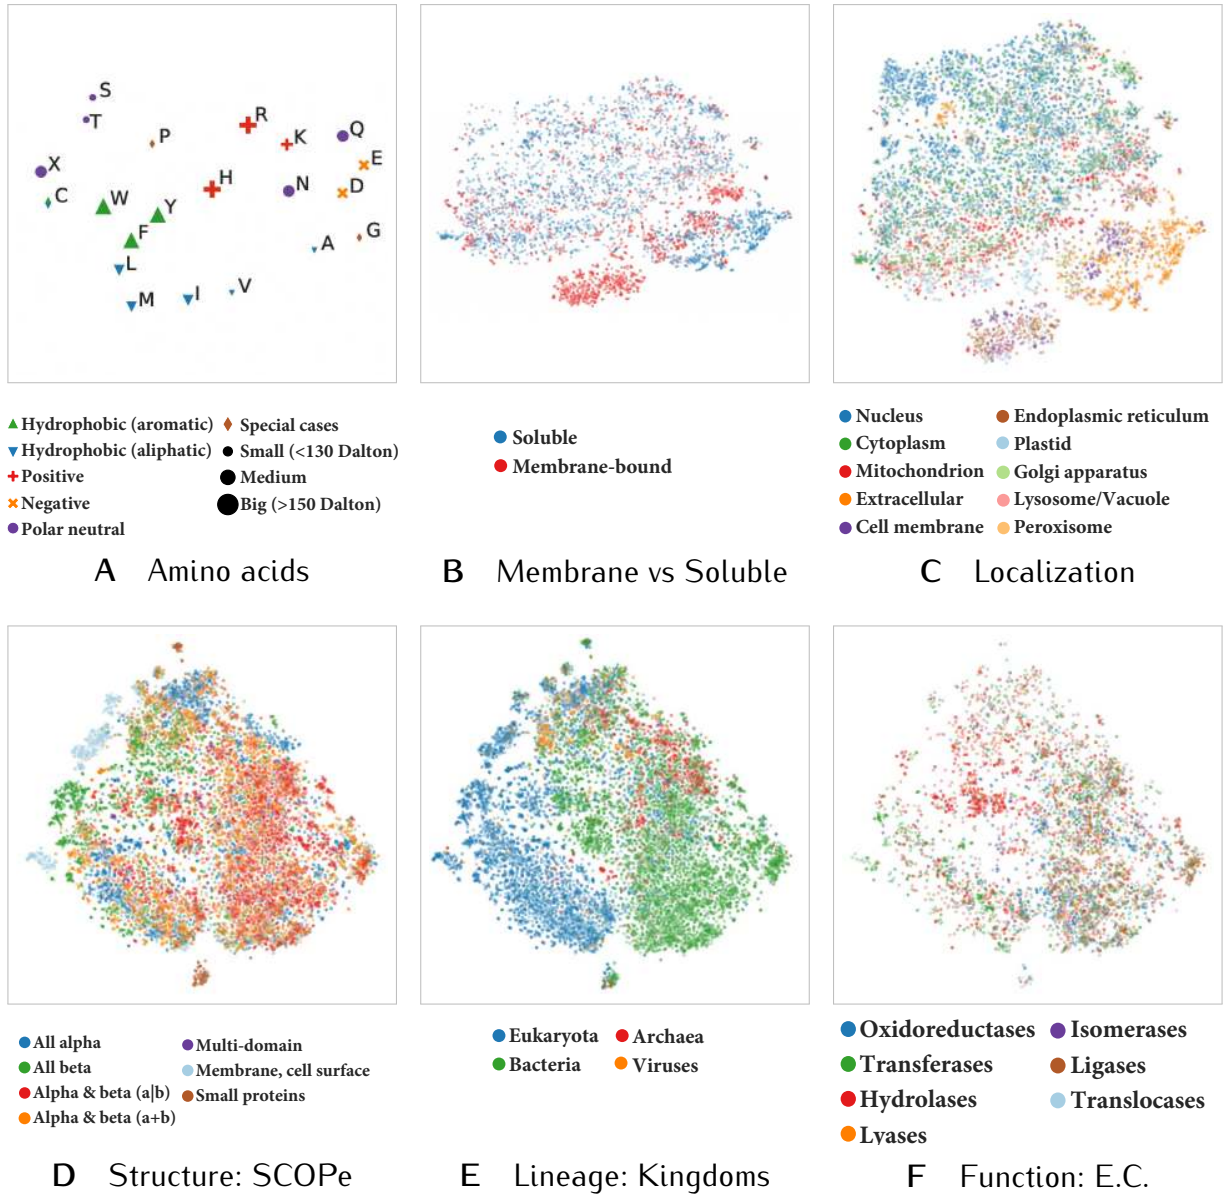 S
T
P
R
K
Q
E
X
C
W
Y
H
N
D
F
L
A
G
M
I
V
Hydrophobic (aromatic)
Special cases
Hydrophobic (aliphatic)
Small (<130 Dalton)
Positive
Medium
Negative
Big (>150 Dalton)
Polar neutral
A Amino acids
Soluble
Membrane-bound
B Membrane vs Soluble
Nucleus
Endoplasmic reticulum
Cytoplasm
Plastid
Mitochondrion
Golgi apparatus
Extracellular
Lysosome/Vacuole
Cell membrane
Peroxisome
C Localization
All alpha
Multi-domain
All beta
Membrane, cell surface
Alpha & beta (a|b)
Small proteins
Alpha & beta (a+b)
D Structure: SCOPe
Eukaryota
Archaea
Bacteria
Viruses
E Lineage: Kingdoms
Oxidoreductases
Isomerases
Transferases
Ligases
Hydrolases
Translocases
Lyases
F Function: E.C.